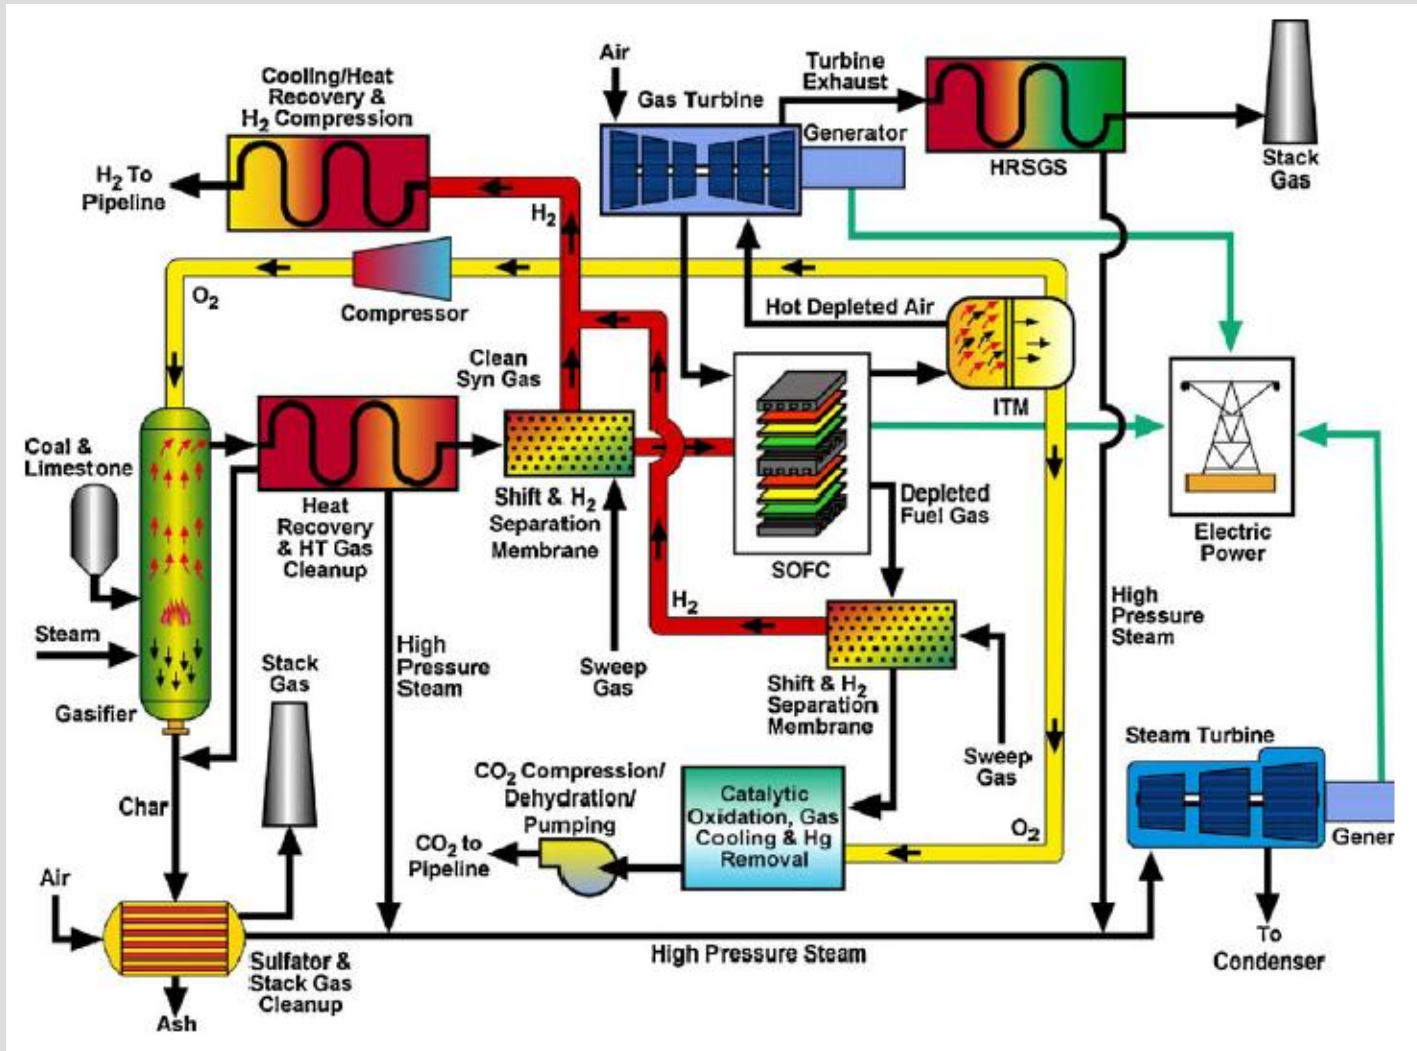 Air
Turbine
Exhaust
Cooling/Heat
Recovery &
H₂ Compression
Gas Turbine
Generator
HRSGS
Stack
Gas
H₂ To
Pipeline
H₂
O₂
Compressor
Hot Depleted Air
Clean
Syn Gas
ITM
Coal &
Limestone
Heat
Recovery
& HT Gas
Cleanup
Shift & H₂
Separation
Membrane
SOFC
Depleted
Fuel Gas
Electric
Power
H₂
High
Pressure
Steam
Steam
High
Pressure
Steam
Sweep
Gas
Stack
Gas
Gasifier
Shift & H₂
Separation
Membrane
Sweep
Gas
Steam Turbine
Char
CO₂ Compression/
Dehydration/
Pumping
Catalytic
Oxidation, Gas
Cooling & Hg
Removal
O₂
Gener
CO₂ to
Pipeline
Air
High Pressure Steam
To
Condenser
Sulfator &
Stack Gas
Cleanup
Ash